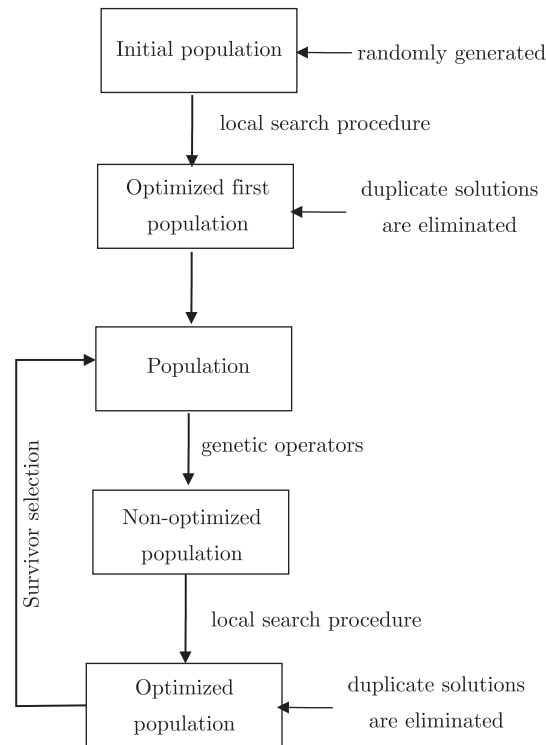 Initial population
randomly generated
local search procedure
Optimized first
population
duplicate solutions
are eliminated
Population
genetic operators
Survivor selection
Non-optimized
population
local search procedure
Optimized
population
duplicate solutions
are eliminated